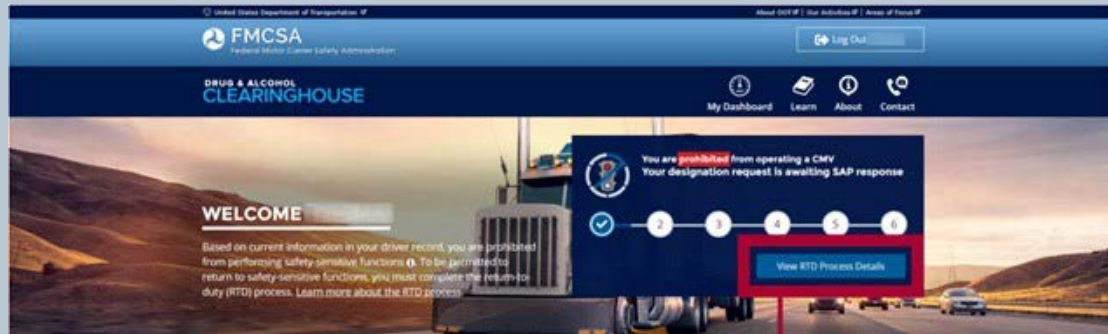 United States Department of Transportation
About DOT | Our Activities | Areas of Focus
FMCSA
Federal Motor Carrier Safety Administration
Log Out
DRUG & ALCOHOL
CLEARINGHOUSE
My Dashboard Learn About Contact
You are prohibited from operating a CMV
Your designation request is awaiting SAP response
2 3 4 5 6
View RTD Process Details
WELCOME
Based on current information in your driver record, you are prohibited
from performing safety-sensitive functions. To be permitted to
return to safety-sensitive functions, you must complete the return-to-
duty (RTD) process. Learn more about the RTD process